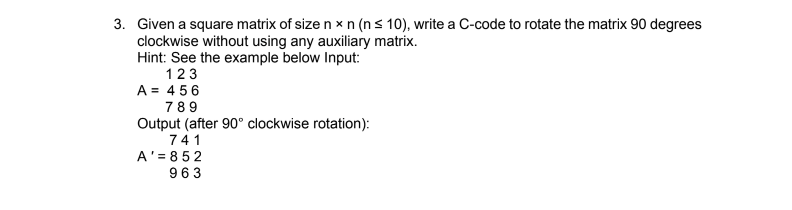 3. Given a square matrix of size n × n (n ≤ 10), write a C-code to rotate the matrix 90 degrees
clockwise without using any auxiliary matrix.
Hint: See the example below Input:
1 2 3
A = 4 5 6
7 8 9
Output (after 90° clockwise rotation):
7 4 1
A ' = 8 5 2
9 6 3